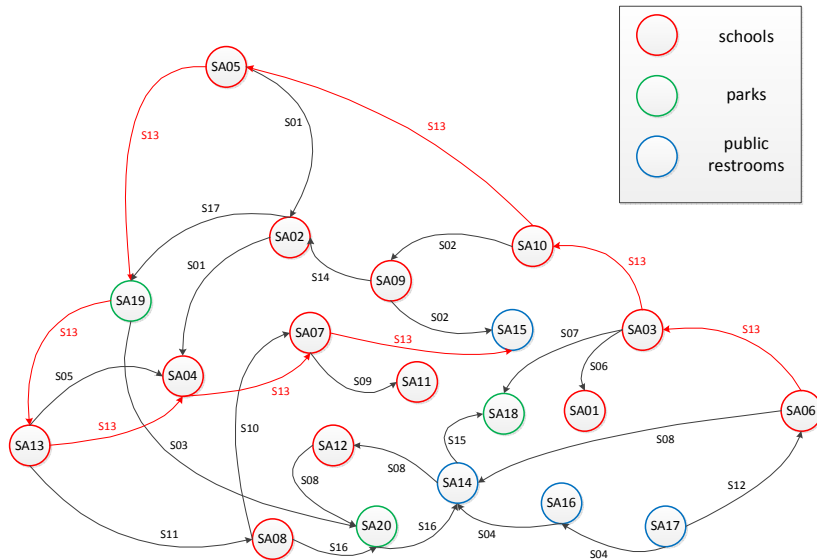 schools
SA05
parks
S13
S01
S13
public
restrooms
S17
SA02
SA10
S02
S01
S14
SA09
S13
SA19
S02
SA15
SA07
SA03
S13
S13
S07
S13
S06
SA04
S05
S13
S09
SA11
SA18
SA01
SA06
S13
SA13
S10
SA12
S15
S08
S03
S08
S08
SA14
S12
SA16
S11
SA20
S16
SA17
SA08
S16
S04
S04